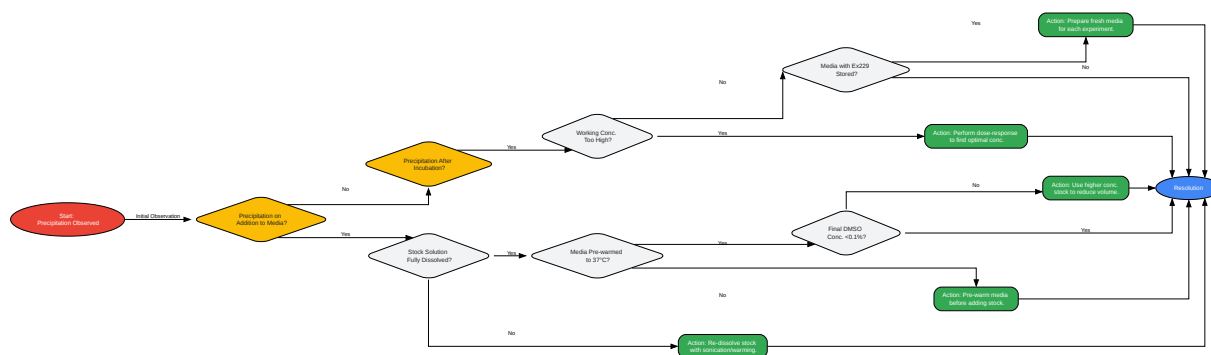 Yes
Action: Prepare fresh media
for each experiment.
Media with Ex229
Stored?
No
No
Working Conc.
Too High?
Yes
Action: Perform dose-response
to find optimal conc.
Precipitation After
Incubation?
Yes
No
Start:
Precipitation Observed
Initial Observation
Precipitation on
Addition to Media?
Yes
Stock Solution
Fully Dissolved?
Yes
Media Pre-warmed
to 37°C?
Yes
Final DMSO
Conc. <0.1%?
No
Action: Use higher conc.
stock to reduce volume.
Resolution
Yes
No
Action: Pre-warm media
before adding stock.
No
Action: Re-dissolve stock
with sonication/warming.